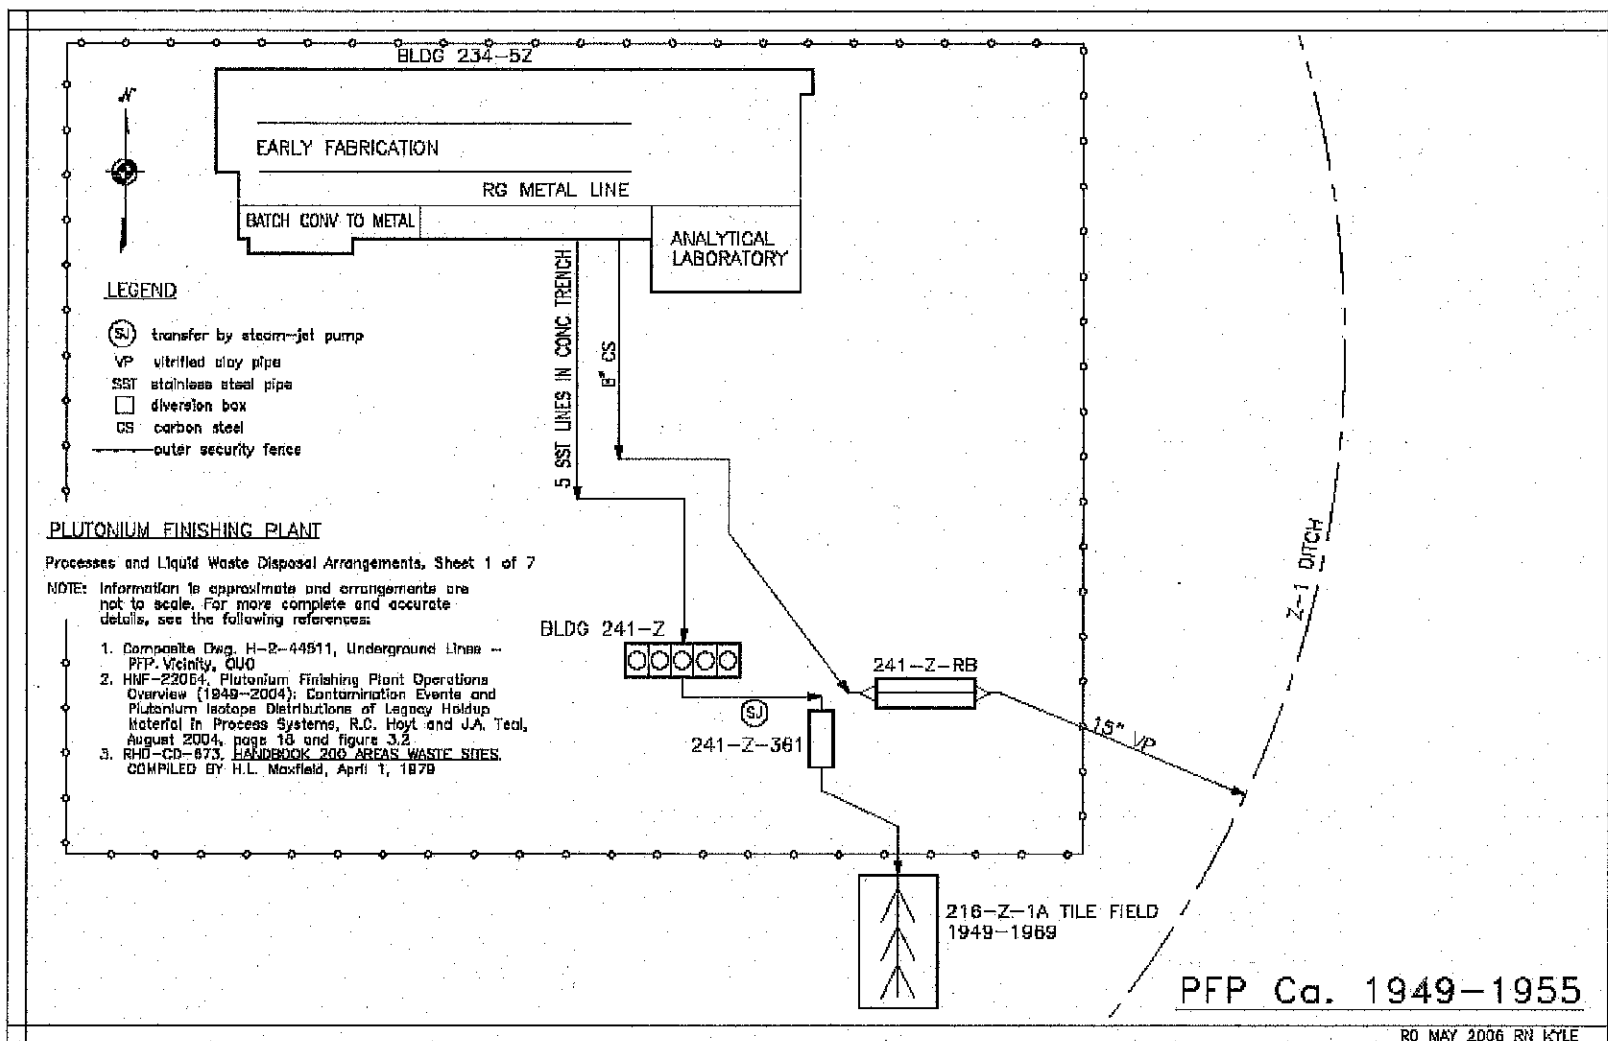 BLDG 234-5Z
N
EARLY FABRICATION
RG METAL LINE
BATCH CONV TO METAL
ANALYTICAL
LABORATORY
LEGEND
SJ transfer by steam-jet pump
VP vitrified clay pipe
SST stainless steel pipe
diversion box
CS carbon steel
outer security fence
5 SST LINES IN CONC TRENCH
8" CS
PLUTONIUM FINISHING PLANT
Processes and Liquid Waste Disposal Arrangements, Sheet 1 of 7
NOTE: Information is approximate and arrangements are
not to scale. For more complete and accurate
details, see the following references:
1. Composite Dwg. H-2-44511, Underground Lines -
PFP Vicinity, OUO
2. HNF-22064, Plutonium Finishing Plant Operations
Overview (1949-2004): Contamination Events and
Plutonium Isotope Distributions of Legacy Holdup
Material in Process Systems, R.C. Hoyt and J.A. Teal,
August 2004, page 18 and figure 3.2
3. RHO-CD-673, HANDBOOK 200 AREAS WASTE SITES,
COMPILED BY H.L. Maxfield, April 1, 1979
BLDG 241-Z
241-Z-RB
SJ
241-Z-361
15" VP
Z-1 DITCH
216-Z-1A TILE FIELD
1949-1969
PFP Ca. 1949-1955
R0 MAY 2006 RN KYLE